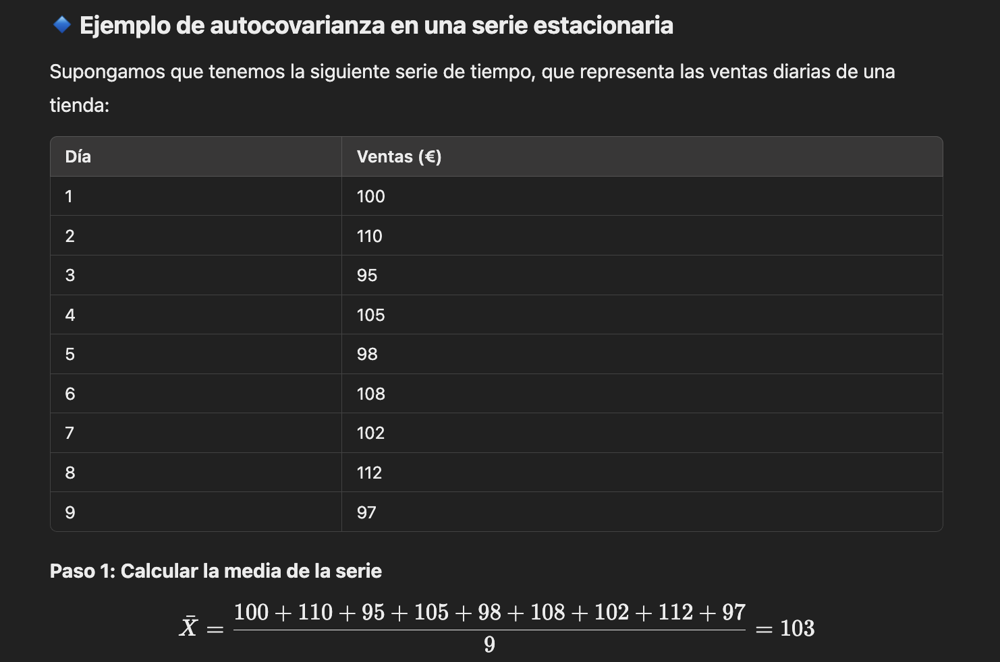 Ejemplo de autocovarianza en una serie estacionaria
Supongamos que tenemos la siguiente serie de tiempo, que representa las ventas diarias de una
tienda:
Día Ventas (€)
1 100
2 110
3 95
4 105
5 98
6 108
7 102
8 112
9 97
Paso 1: Calcular la media de la serie
X̄ = (100 + 110 + 95 + 105 + 98 + 108 + 102 + 112 + 97) / 9 = 103